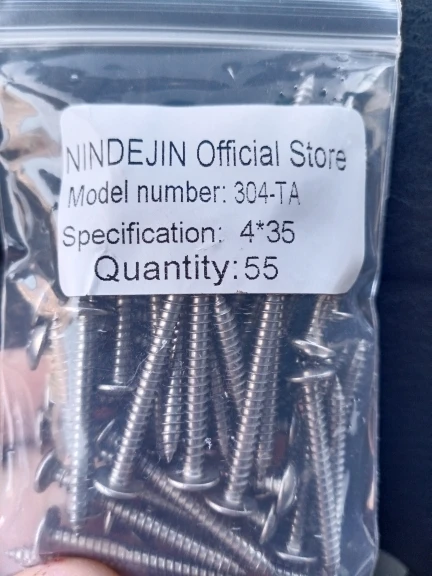 NINDEJIN Official Store
Model number: 304-TA
Specification: 4*35
Quantity:55